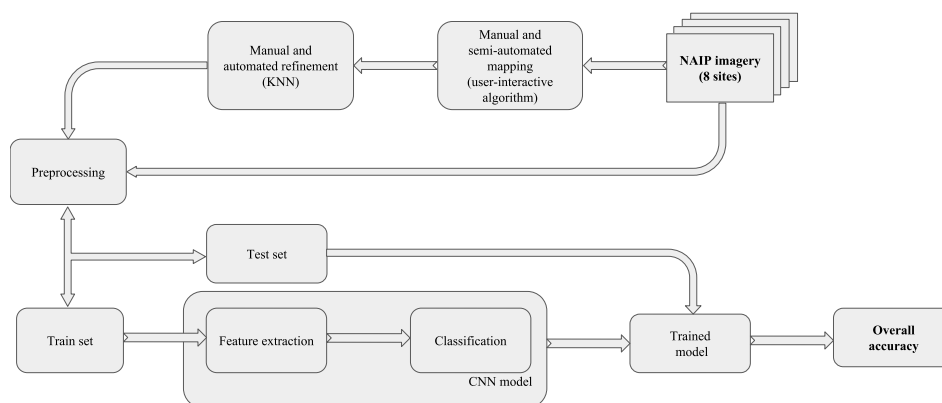 Manual and
automated refinement
(KNN)
Manual and
semi-automated
mapping
(user-interactive
algorithm)
NAIP imagery
(8 sites)
Preprocessing
Test set
Train set
Feature extraction
Classification
CNN model
Trained
model
Overall
accuracy